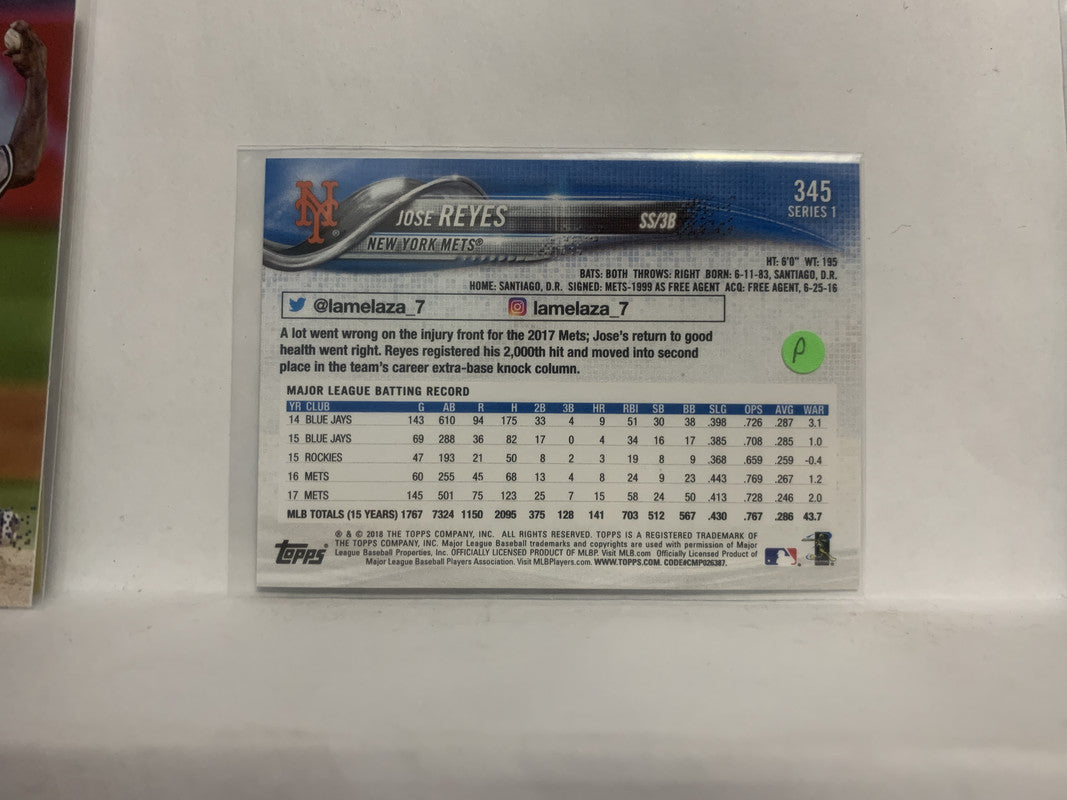 NY
JOSE REYES
SS/3B
345
SERIES 1
NEW YORK METS®
HT: 6'0" WT: 195
BATS: BOTH THROWS: RIGHT BORN: 6-11-83, SANTIAGO, D.R.
HOME: SANTIAGO, D.R. SIGNED: METS-1999 AS FREE AGENT ACQ: FREE AGENT, 6-25-16
@lamelaza_7 lamelaza_7
A lot went wrong on the injury front for the 2017 Mets; Jose's return to good
health went right. Reyes registered his 2,000th hit and moved into second
place in the team's career extra-base knock column.
P
MAJOR LEAGUE BATTING RECORD
YR CLUB G AB R H 2B 3B HR RBI SB BB SLG OPS AVG WAR
14 BLUE JAYS 143 610 94 175 33 4 9 51 30 38 .398 .726 .287 3.1
15 BLUE JAYS 69 288 36 82 17 0 4 34 16 17 .385 .708 .285 1.0
15 ROCKIES 47 193 21 50 8 2 3 19 8 9 .368 .659 .259 -0.4
16 METS 60 255 45 68 13 4 8 24 9 23 .443 .769 .267 1.2
17 METS 145 501 75 123 25 7 15 58 24 50 .413 .728 .246 2.0
MLB TOTALS (15 YEARS) 1767 7324 1150 2095 375 128 141 703 512 567 .430 .767 .286 43.7
Topps
® & © 2018 THE TOPPS COMPANY, INC. ALL RIGHTS RESERVED. TOPPS IS A REGISTERED TRADEMARK OF
THE TOPPS COMPANY, INC. Major League Baseball trademarks and copyrights are used with permission of Major
League Baseball Properties, Inc. OFFICIALLY LICENSED PRODUCT OF MLBP. Visit MLB.com Officially Licensed Product of
Major League Baseball Players Association. Visit MLBPlayers.com. WWW.TOPPS.COM. CODE#CMP026387.